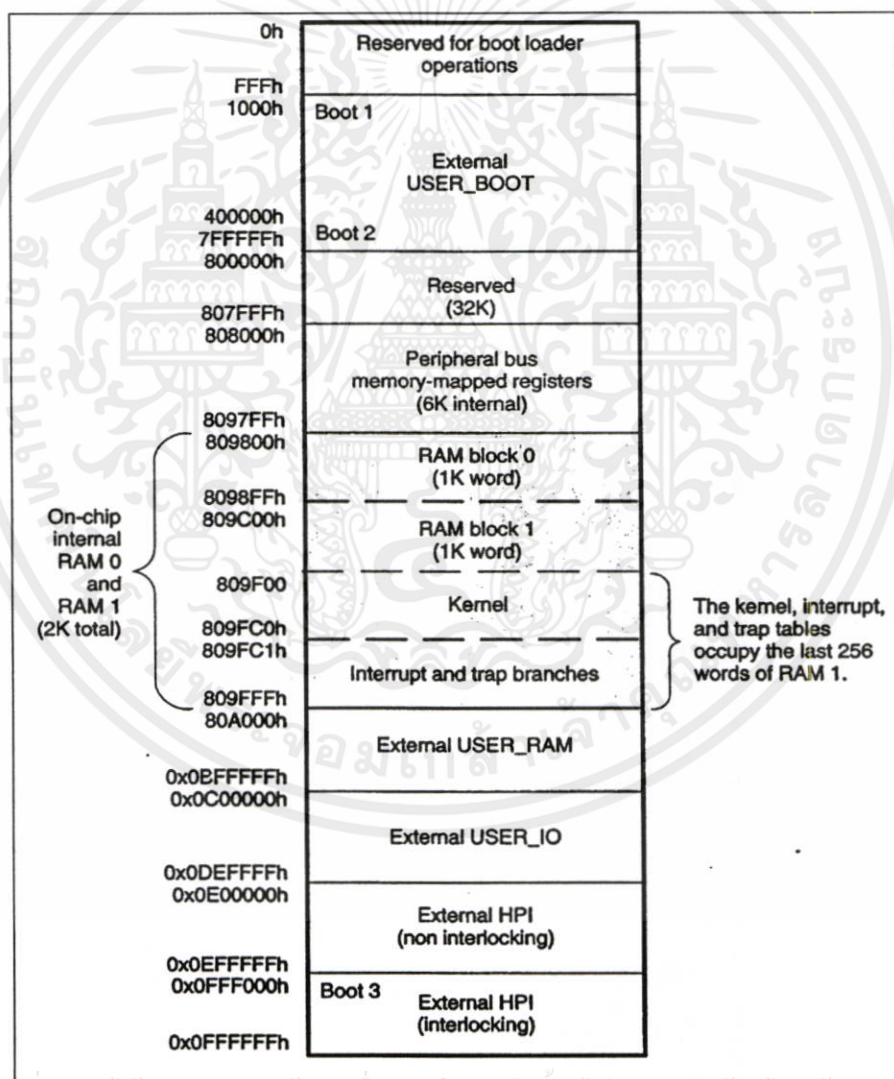 0h
Reserved for boot loader
operations
FFFh
1000h
Boot 1
External
USER_BOOT
400000h
7FFFFFh
Boot 2
800000h
Reserved
(32K)
807FFFh
808000h
Peripheral bus
memory-mapped registers
(6K internal)
8097FFh
809800h
RAM block 0
(1K word)
8098FFh
809C00h
RAM block 1
(1K word)
On-chip
internal
RAM 0
and
RAM 1
(2K total)
809F00
Kernel
809FC0h
809FC1h
Interrupt and trap branches
The kernel, interrupt,
and trap tables
occupy the last 256
words of RAM 1.
809FFFh
80A000h
External USER_RAM
0x0BFFFFFh
0x0C00000h
External USER_IO
0x0DEFFFFh
0x0E00000h
External HPI
(non interlocking)
0x0EFFFFFh
0x0FFF000h
Boot 3
External HPI
(interlocking)
0x0FFFFFFh